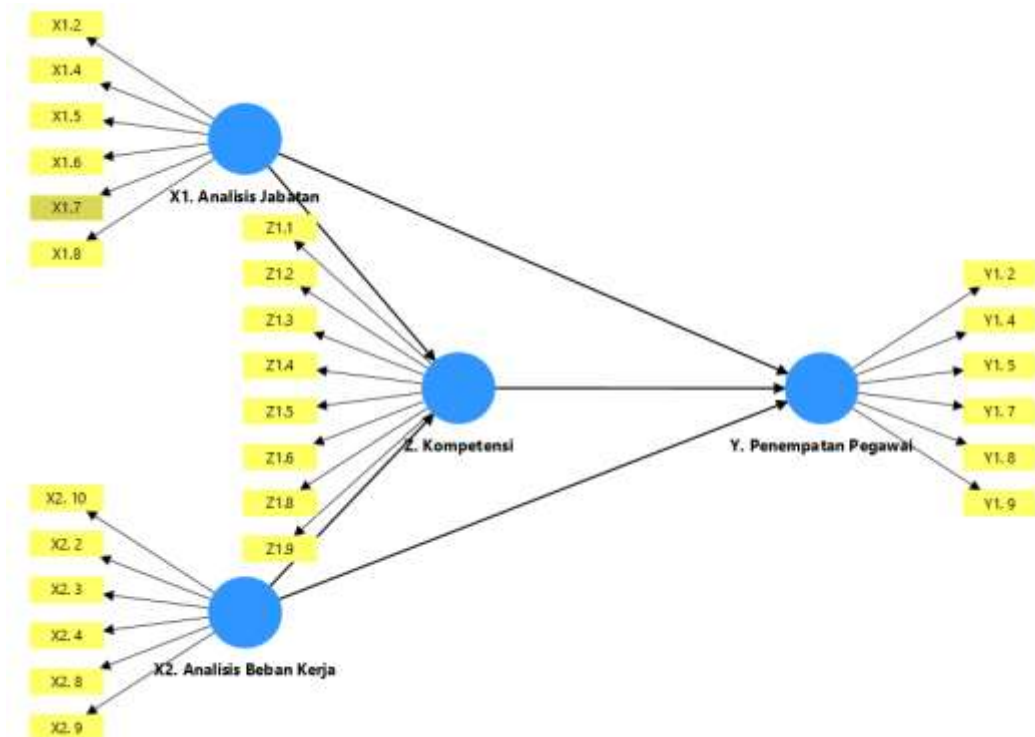 X1.2
X1.4
X1.5
X1.6
X1.7
X1.8
X1. Analisis Jabatan
Z1.1
Z1.2
Z1.3
Z1.4
Z1.5
Z1.6
Z1.8
Z1.9
Z. Kompetensi
Y1. 2
Y1. 4
Y1. 5
Y1. 7
Y1. 8
Y1. 9
Y. Penempatan Pegawai
X2. 10
X2. 2
X2. 3
X2. 4
X2. 8
X2. 9
X2. Analisis Beban Kerja